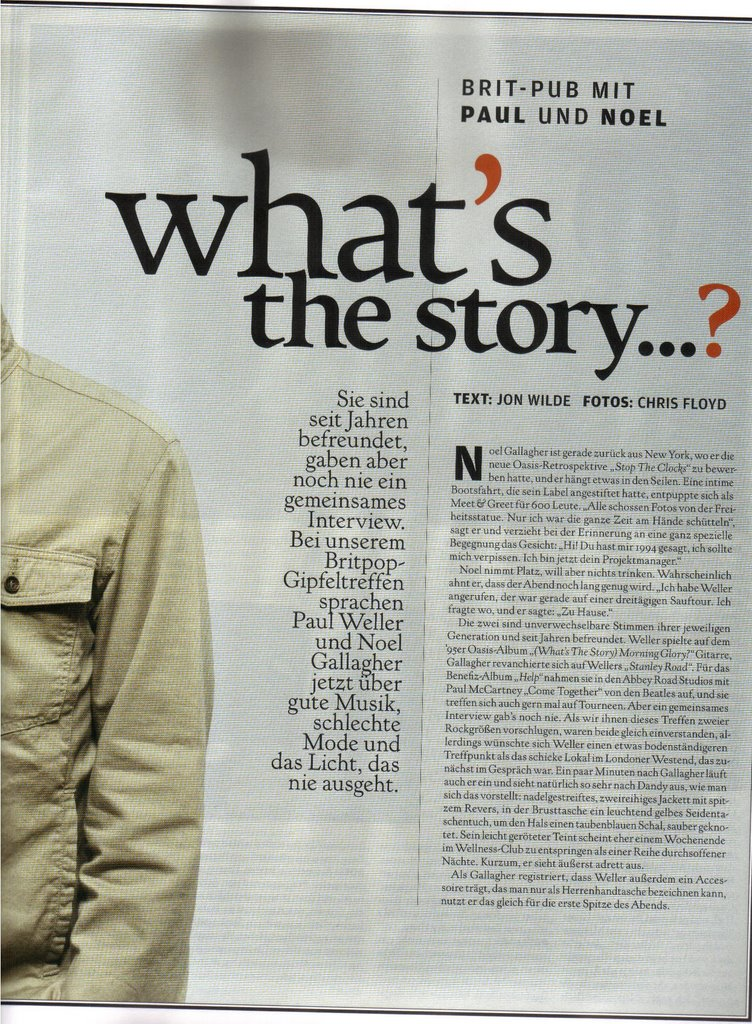 BRIT-PUB MIT
PAUL UND NOEL
what's
the story...?
Sie sind
seit Jahren
befreundet,
gaben aber
noch nie ein
gemeinsames
Interview.
Bei unserem
Britpop-
Gipfeltreffen
sprachen
Paul Weller
und Noel
Gallagher
jetzt über
gute Musik,
schlechte
Mode und
das Licht, das
nie ausgeht.
TEXT: JON WILDE FOTOS: CHRIS FLOYD
Noel Gallagher ist gerade zurück aus New York, wo er die
neue Oasis-Retrospektive „Stop The Clocks“ zu bewer-
ben hatte, und er hängt etwas in den Seilen. Eine intime
Bootsfahrt, die sein Label angestiftet hatte, entpuppte sich als
Meet & Greet für 600 Leute. „Alle schossen Fotos von der Frei-
heitsstatue. Nur ich war die ganze Zeit am Hände schütteln“,
sagt er und verzieht bei der Erinnerung an eine ganz spezielle
Begegnung das Gesicht: „Hi! Du hast mir 1994 gesagt, ich sollte
mich verpissen. Ich bin jetzt dein Projektmanager.“
Noel nimmt Platz, will aber nichts trinken. Wahrscheinlich
ahnt er, dass der Abend noch lang genug wird. „Ich habe Weller
angerufen, der war gerade auf einer dreitägigen Sauftour. Ich
fragte wo, und er sagte: „Zu Hause.“
Die zwei sind unverwechselbare Stimmen ihrer jeweiligen
Generation und seit Jahren befreundet. Weller spielte auf dem
'95er Oasis-Album „(What's The Story) Morning Glory?“ Gitarre,
Gallagher revanchierte sich auf Wellers „Stanley Road“. Für das
Benefiz-Album „Help“ nahmen sie in den Abbey Road Studios mit
Paul McCartney „Come Together“ von den Beatles auf, und sie
treffen sich auch gern mal auf Tourneen. Aber ein gemeinsames
Interview gab's noch nie. Als wir ihnen dieses Treffen zweier
Rockgrößen vorschlugen, waren beide gleich einverstanden, al-
lerdings wünschte sich Weller einen etwas bodenständigeren
Treffpunkt als das schicke Lokal im Londoner Westend, das zu-
nächst im Gespräch war. Ein paar Minuten nach Gallagher läuft
auch er ein und sieht natürlich so sehr nach Dandy aus, wie man
sich das vorstellt: nadelgestreiftes, zweireihiges Jackett mit spit-
zem Revers, in der Brusttasche ein leuchtend gelbes Seidenta-
schentuch, um den Hals einen taubenblauen Schal, sauber gekno-
tet. Sein leicht geröteter Teint scheint eher einem Wochenende
im Wellness-Club zu entspringen als einer Reihe durchsoffener
Nächte. Kurzum, er sieht äußerst adrett aus.
Als Gallagher registriert, dass Weller außerdem ein Acces-
soire trägt, das man nur als Herrenhandtasche bezeichnen kann,
nutzt er das gleich für die erste Spitze des Abends.